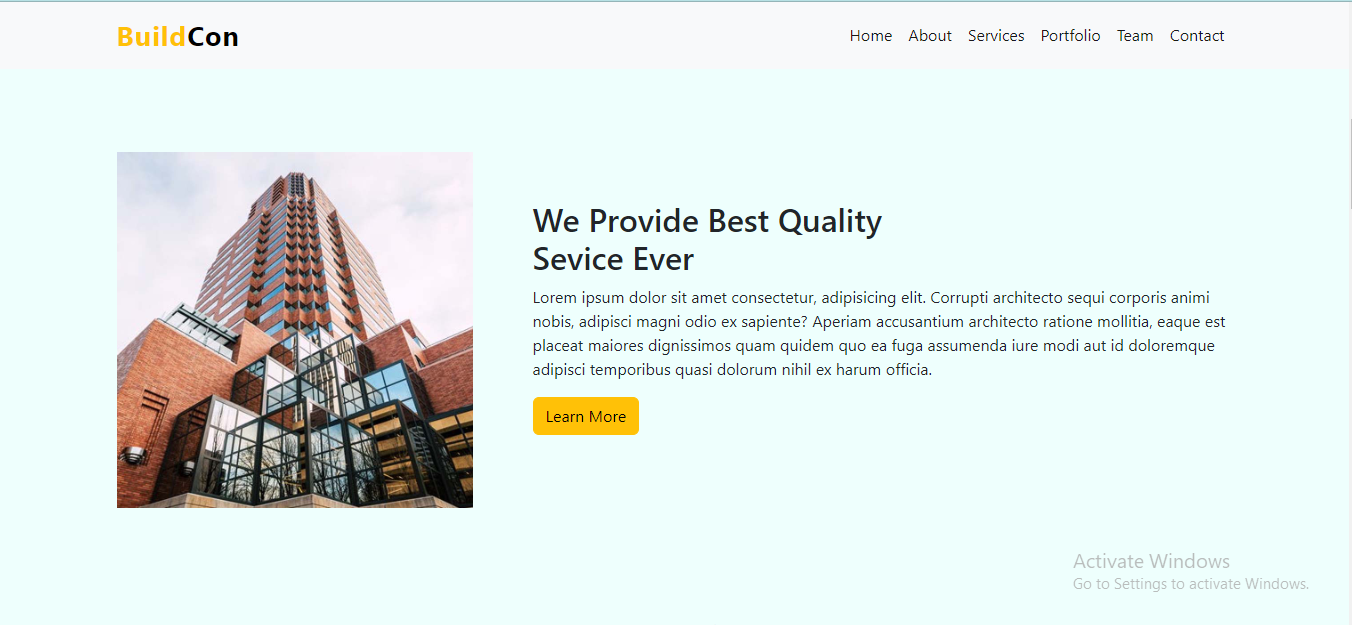 BuildCon
Home About Services Portfolio Team Contact
We Provide Best Quality
Sevice Ever
Lorem ipsum dolor sit amet consectetur, adipisicing elit. Corrupti architecto sequi corporis animi
nobis, adipisci magni odio ex sapiente? Aperiam accusantium architecto ratione mollitia, eaque est
placeat maiores dignissimos quam quidem quo ea fuga assumenda iure modi aut id doloremque
adipisci temporibus quasi dolorum nihil ex harum officia.
Learn More
Activate Windows
Go to Settings to activate Windows.